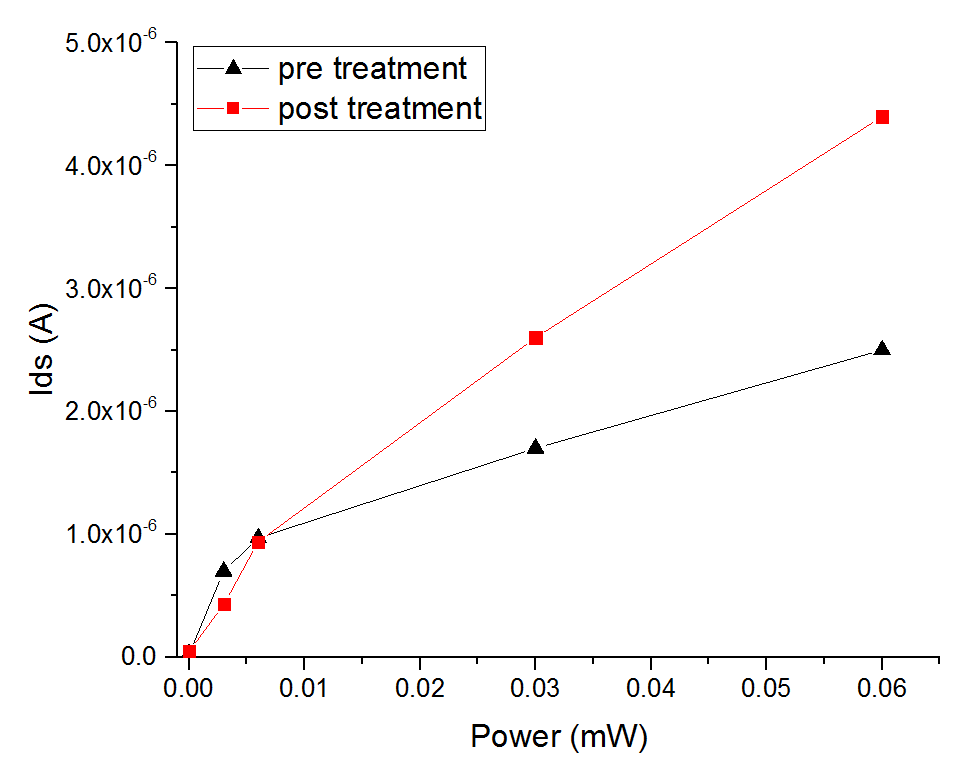 5.0x10⁻⁶
pre treatment
post treatment
4.0x10⁻⁶
3.0x10⁻⁶
Ids (A)
2.0x10⁻⁶
1.0x10⁻⁶
0.0
0.00 0.01 0.02 0.03 0.04 0.05 0.06
Power (mW)